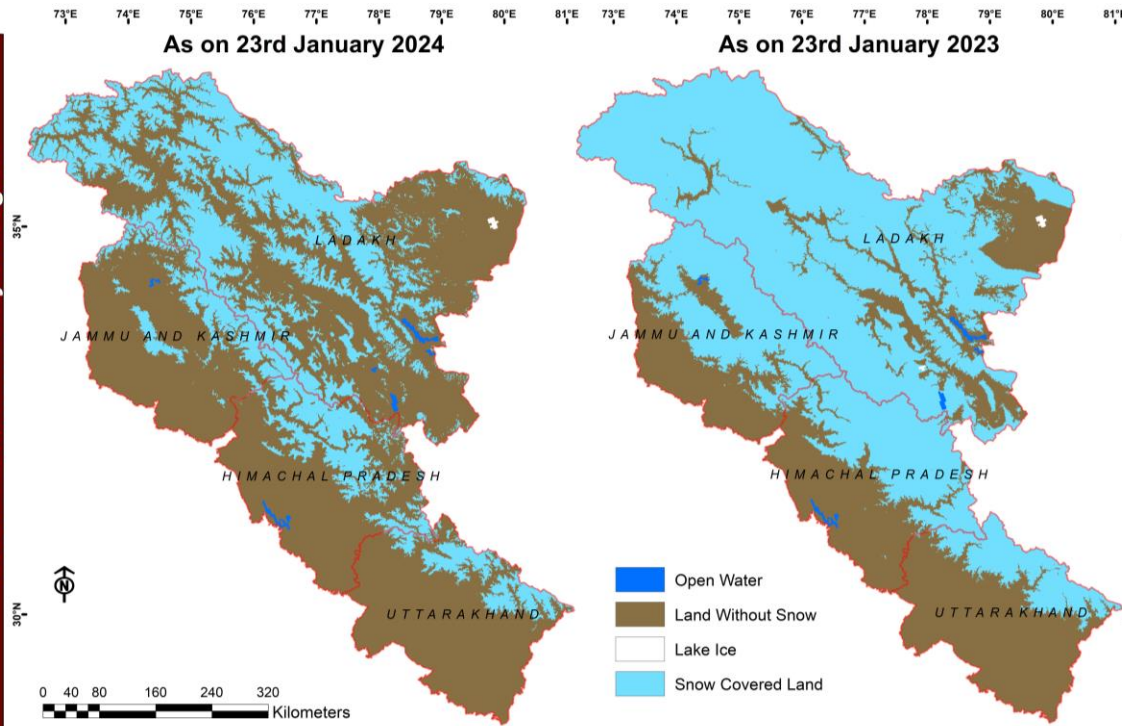 73°E 74°E 75°E 76°E 77°E 78°E 79°E 80°E 81°E
73°E 74°E 75°E 76°E 77°E 78°E 79°E 80°E
As on 23rd January 2024
As on 23rd January 2023
35°N
LADAKH
LADAKH
JAMMU AND KASHMIR
JAMMU AND KASHMIR
HIMACHAL PRADESH
HIMACHAL PRADESH
N
Open Water
Land Without Snow
Lake Ice
Snow Covered Land
30°N
UTTARAKHAND
UTTARAKHAND
0 40 80 160 240 320
Kilometers